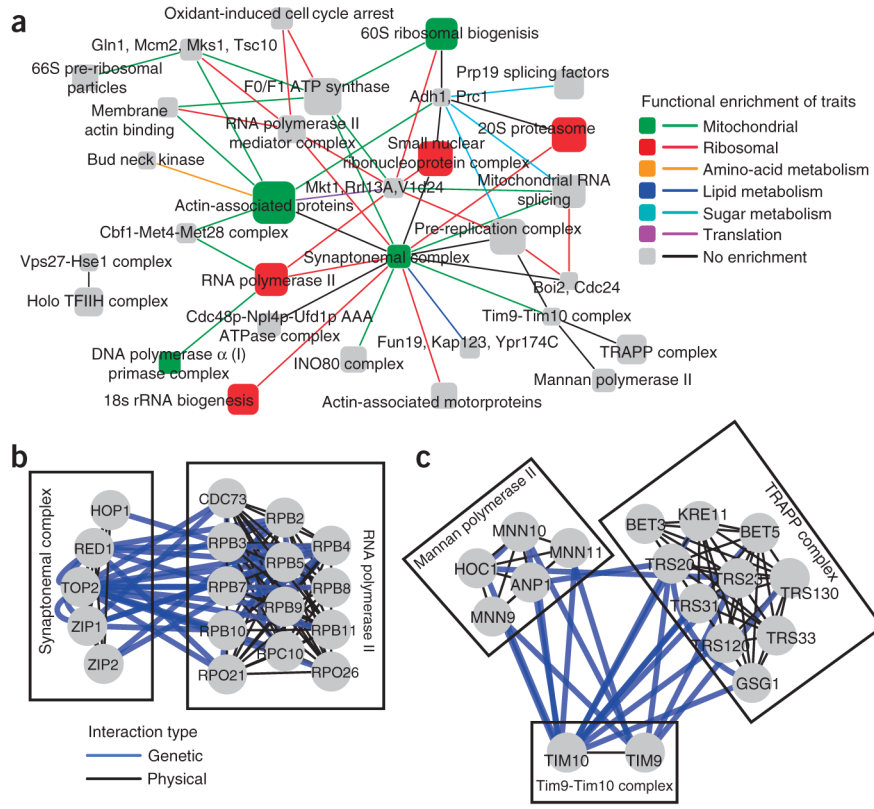 a
Oxidant-induced cell cycle arrest
60S ribosomal biogenisis
Gln1, Mcm2, Mks1, Tsc10
66S pre-ribosomal
particles
F0/F1 ATP synthase
Prp19 splicing factors
Adh1, Prc1
Membrane
actin binding
RNA polymerase II
mediator complex
20S proteasome
Small nuclear
ribonucleoprotein complex
Bud neck kinase
Mkt1,Rrl13A,V1d24
Mitochondrial RNA
splicing
Actin-associated proteins
Cbf1-Met4-Met28 complex
Pre-replication complex
Vps27-Hse1 complex
Synaptonemal complex
RNA polymerase II
Boi2, Cdc24
Holo TFIIH complex
Cdc48p-Npl4p-Ufd1p AAA
ATPase complex
Tim9-Tim10 complex
DNA polymerase α (I)
primase complex
INO80 complex
Fun19, Kap123, Ypr174C
TRAPP complex
Mannan polymerase II
18s rRNA biogenesis
Actin-associated motorproteins
Functional enrichment of traits
Mitochondrial
Ribosomal
Amino-acid metabolism
Lipid metabolism
Sugar metabolism
Translation
No enrichment
b
Synaptonemal complex
HOP1
RED1
TOP2
ZIP1
ZIP2
CDC73
RPB2
RPB3
RPB4
RPB5
RPB7
RPB8
RPB9
RPB10
RPB11
RPC10
RPO21
RPO26
RNA polymerase II
Interaction type
Genetic
Physical
c
Mannan polymerase II
MNN10
MNN11
HOC1
ANP1
MNN9
TRAPP complex
KRE11
BET3
BET5
TRS20
TRS23
TRS130
TRS31
TRS120
TRS33
GSG1
TIM10
TIM9
Tim9-Tim10 complex